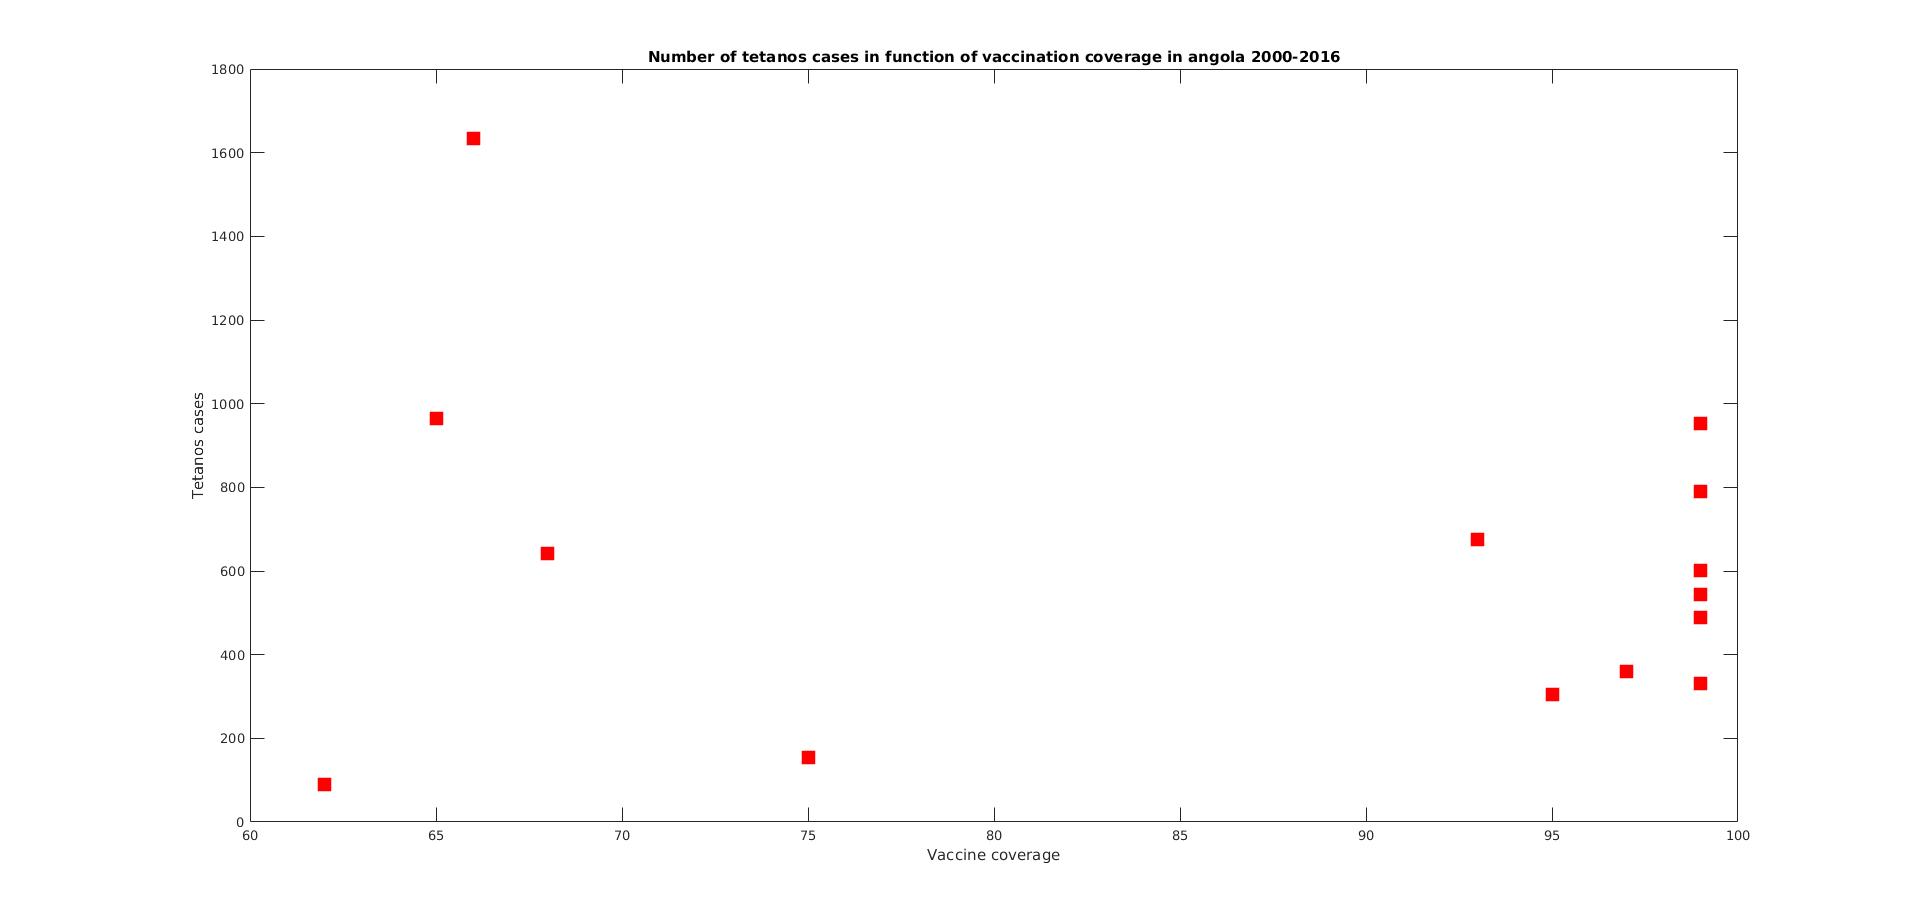 Number of tetanos cases in function of vaccination coverage in angola 2000-2016
1800
1600
1400
1200
1000
800
600
400
200
0
Tetanos cases
60 65 70 75 80 85 90 95 100
Vaccine coverage